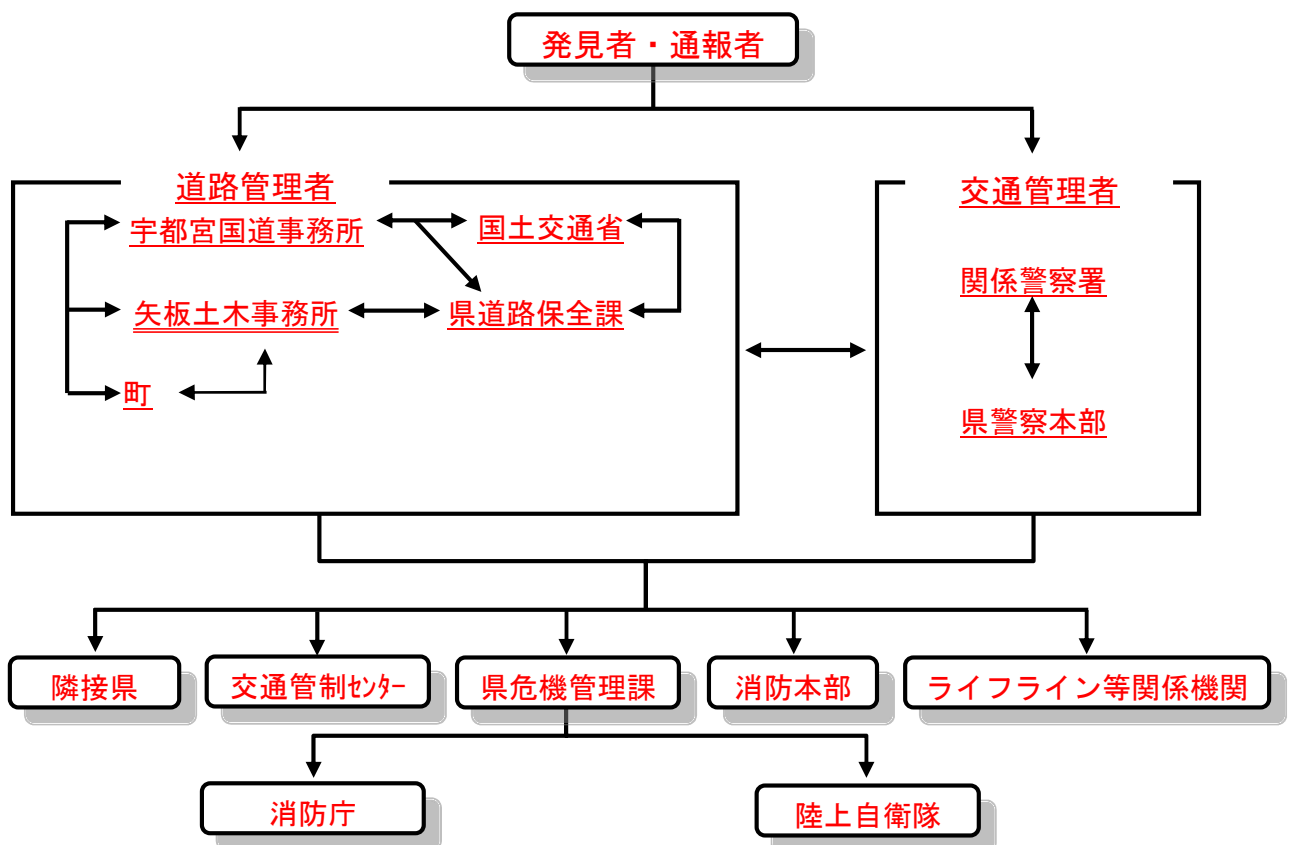 発見者・通報者
道路管理者
交通管理者
宇都宮国道事務所
国土交通省
矢板土木事務所
県道路保全課
町
関係警察署
県警察本部
隣接県
交通管制ｾﾝﾀｰ
県危機管理課
消防本部
ライフライン等関係機関
消防庁
陸上自衛隊